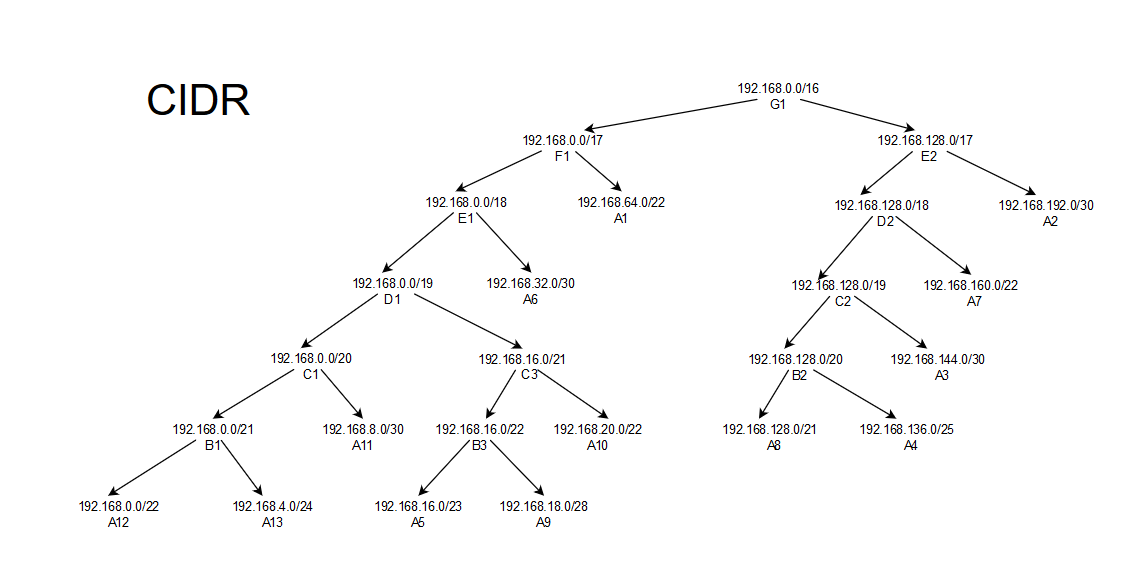 CIDR
192.168.0.0/16
G1
192.168.0.0/17
F1
192.168.128.0/17
E2
192.168.0.0/18
E1
192.168.64.0/22
A1
192.168.128.0/18
D2
192.168.192.0/30
A2
192.168.0.0/19
D1
192.168.32.0/30
A6
192.168.128.0/19
C2
192.168.160.0/22
A7
192.168.0.0/20
C1
192.168.16.0/21
C3
192.168.128.0/20
B2
192.168.144.0/30
A3
192.168.0.0/21
B1
192.168.8.0/30
A11
192.168.16.0/22
B3
192.168.20.0/22
A10
192.168.128.0/21
A8
192.168.136.0/25
A4
192.168.0.0/22
A12
192.168.4.0/24
A13
192.168.16.0/23
A5
192.168.18.0/28
A9